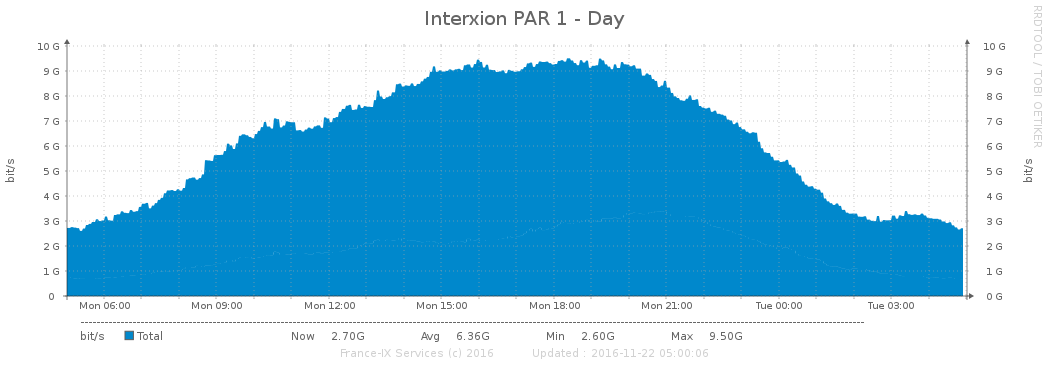 Interxion PAR 1 - Day
RRDTOOL / TOBI OETIKER
bit/s
10 G 10 G
9 G 9 G
8 G 8 G
7 G 7 G
6 G 6 G
5 G 5 G
4 G 4 G
3 G 3 G
2 G 2 G
1 G 1 G
0 0 G
bit/s
Mon 06:00 Mon 09:00 Mon 12:00 Mon 15:00 Mon 18:00 Mon 21:00 Tue 00:00 Tue 03:00
bit/s Total Now 2.70G Avg 6.36G Min 2.60G Max 9.50G
France-IX Services (c) 2016 Updated : 2016-11-22 05:00:06